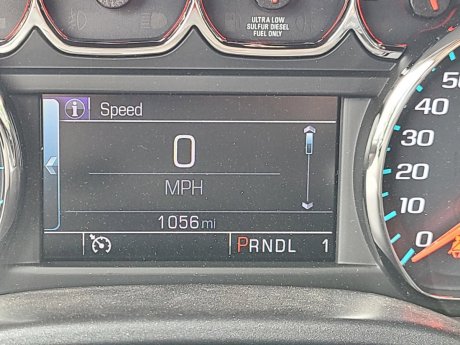 ULTRA LOW
SULFUR DIESEL
FUEL ONLY
i Speed
0
MPH
1056mi
PRNDL 1
50
40
30
20
10
0